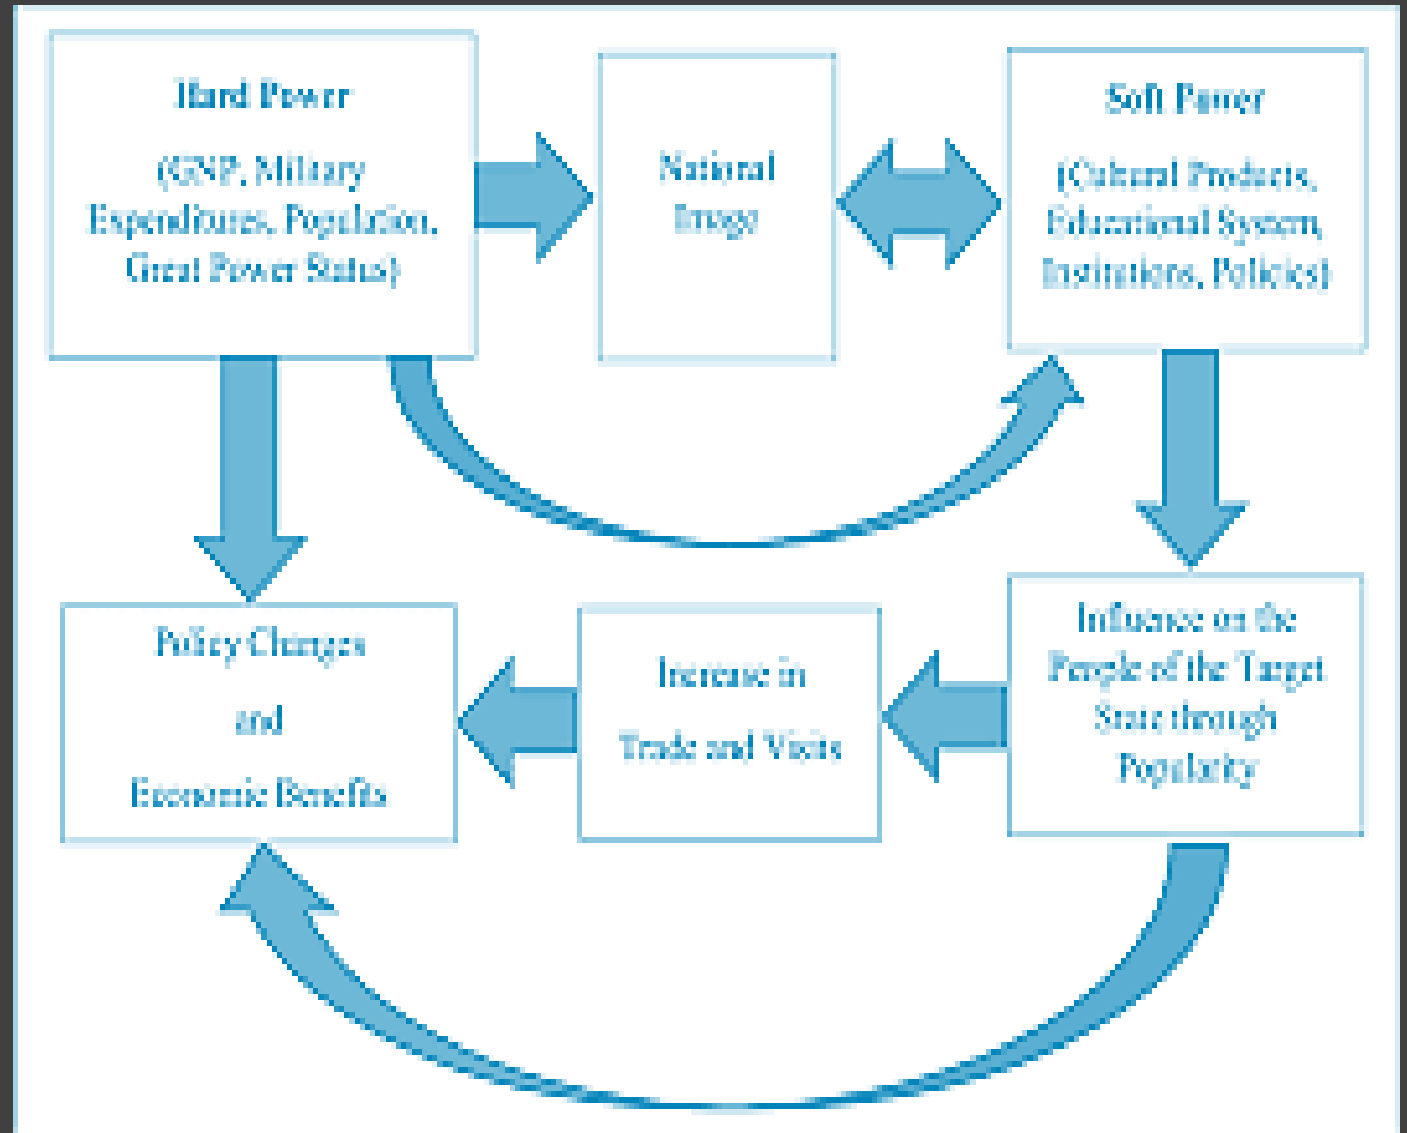 Hard Power
(GNP, Military
Expenditures, Population,
Great Power Status)
National
Image
Soft Power
(Cultural Products,
Educational System,
Institutions, Policies)
Policy Changes
and
Economic Benefits
Increase in
Trade and Visits
Influence on the
People of the Target
State through
Popularity